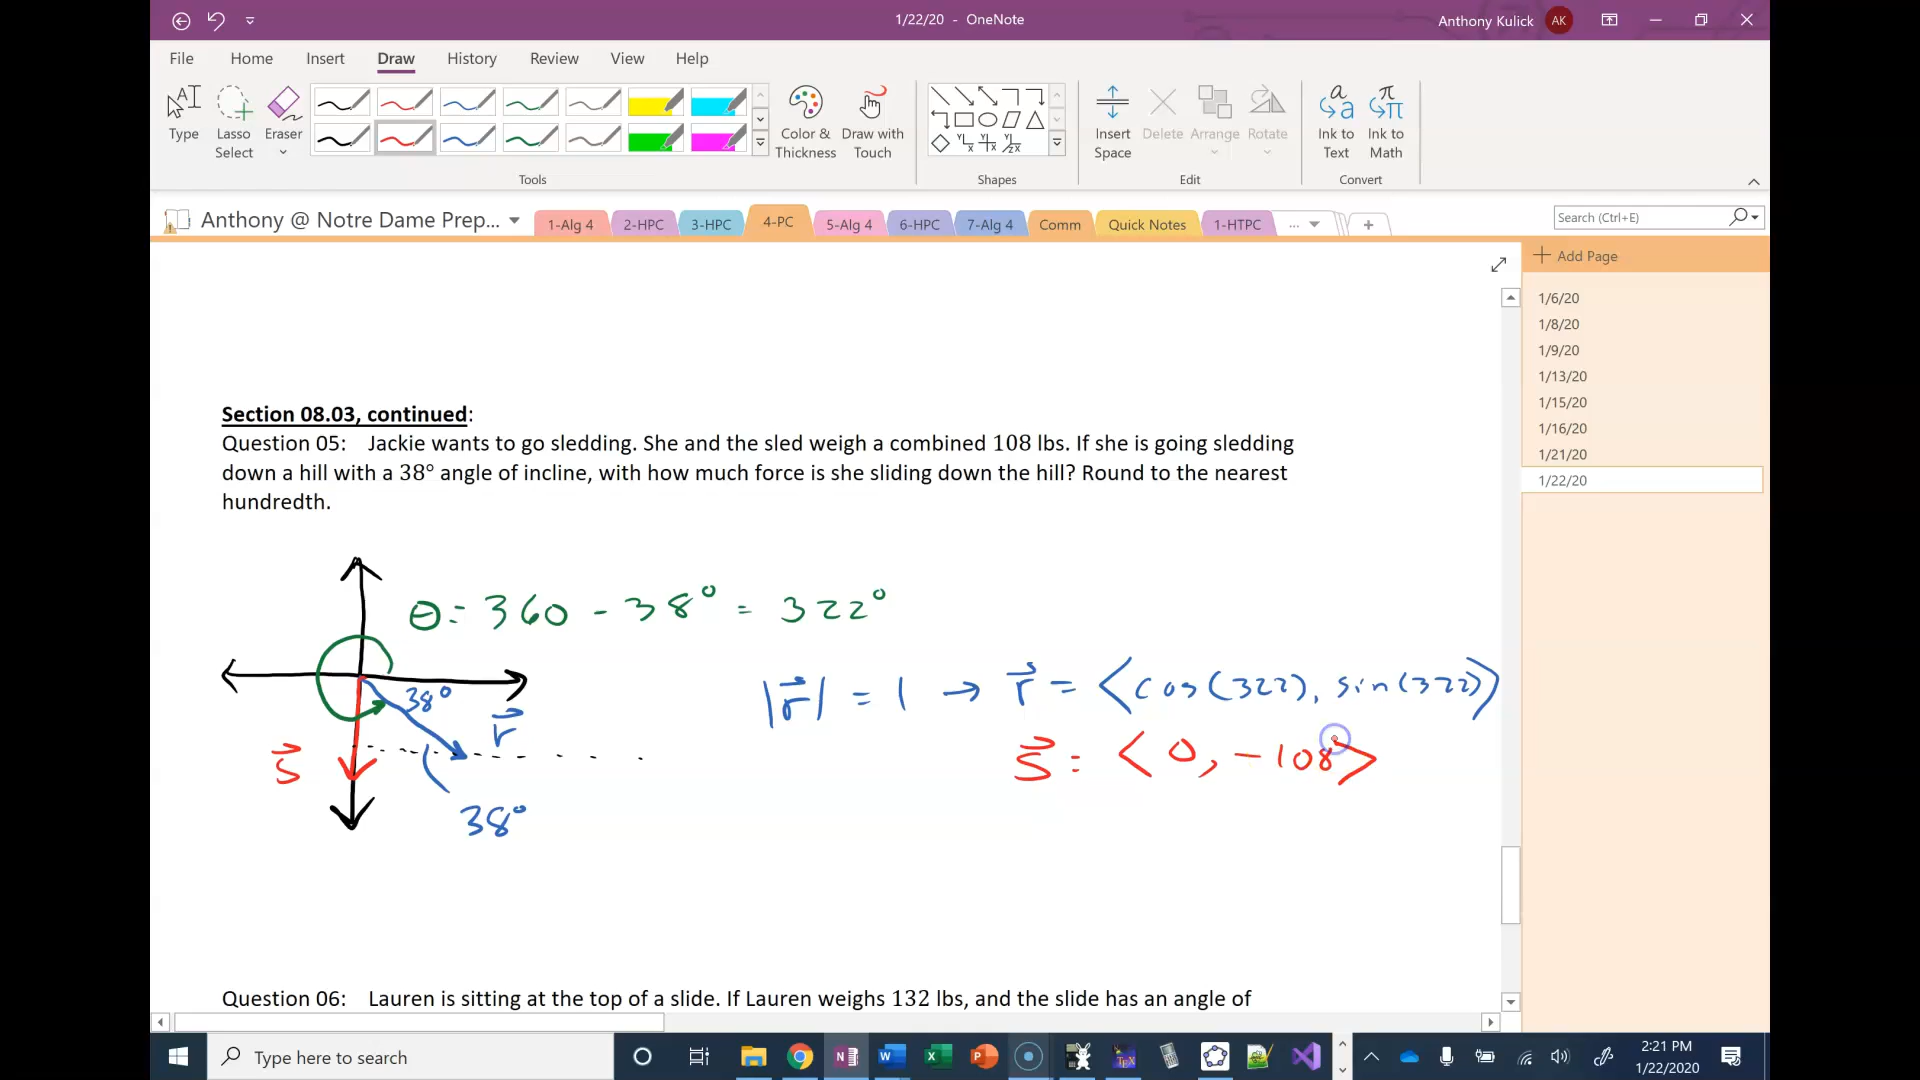 1/22/20 - OneNote
Anthony Kulick AK
File Home Insert Draw History Review View Help
Type
Lasso Select
Eraser
Color & Thickness
Draw with Touch
Insert Space
Delete
Arrange
Rotate
Ink to Text
Ink to Math
Tools Shapes Edit Convert
Anthony @ Notre Dame Prep... 1-Alg 4 2-HPC 3-HPC 4-PC 5-Alg 4 6-HPC 7-Alg 4 Comm Quick Notes 1-HTPC ... +
Search (Ctrl+E)
Add Page
1/6/20
1/8/20
1/9/20
1/13/20
1/15/20
1/16/20
1/21/20
1/22/20
Section 08.03, continued:
Question 05: Jackie wants to go sledding. She and the sled weigh a combined 108 lbs. If she is going sledding
down a hill with a 38° angle of incline, with how much force is she sliding down the hill? Round to the nearest
hundredth.
θ = 360 - 38° = 322°
38°
r⃗
|r⃗| = 1 → r⃗ = <cos(322), sin(322)>
s⃗
s⃗ = <0, -108>
38°
Question 06: Lauren is sitting at the top of a slide. If Lauren weighs 132 lbs, and the slide has an angle of
Type here to search
2:21 PM
1/22/2020